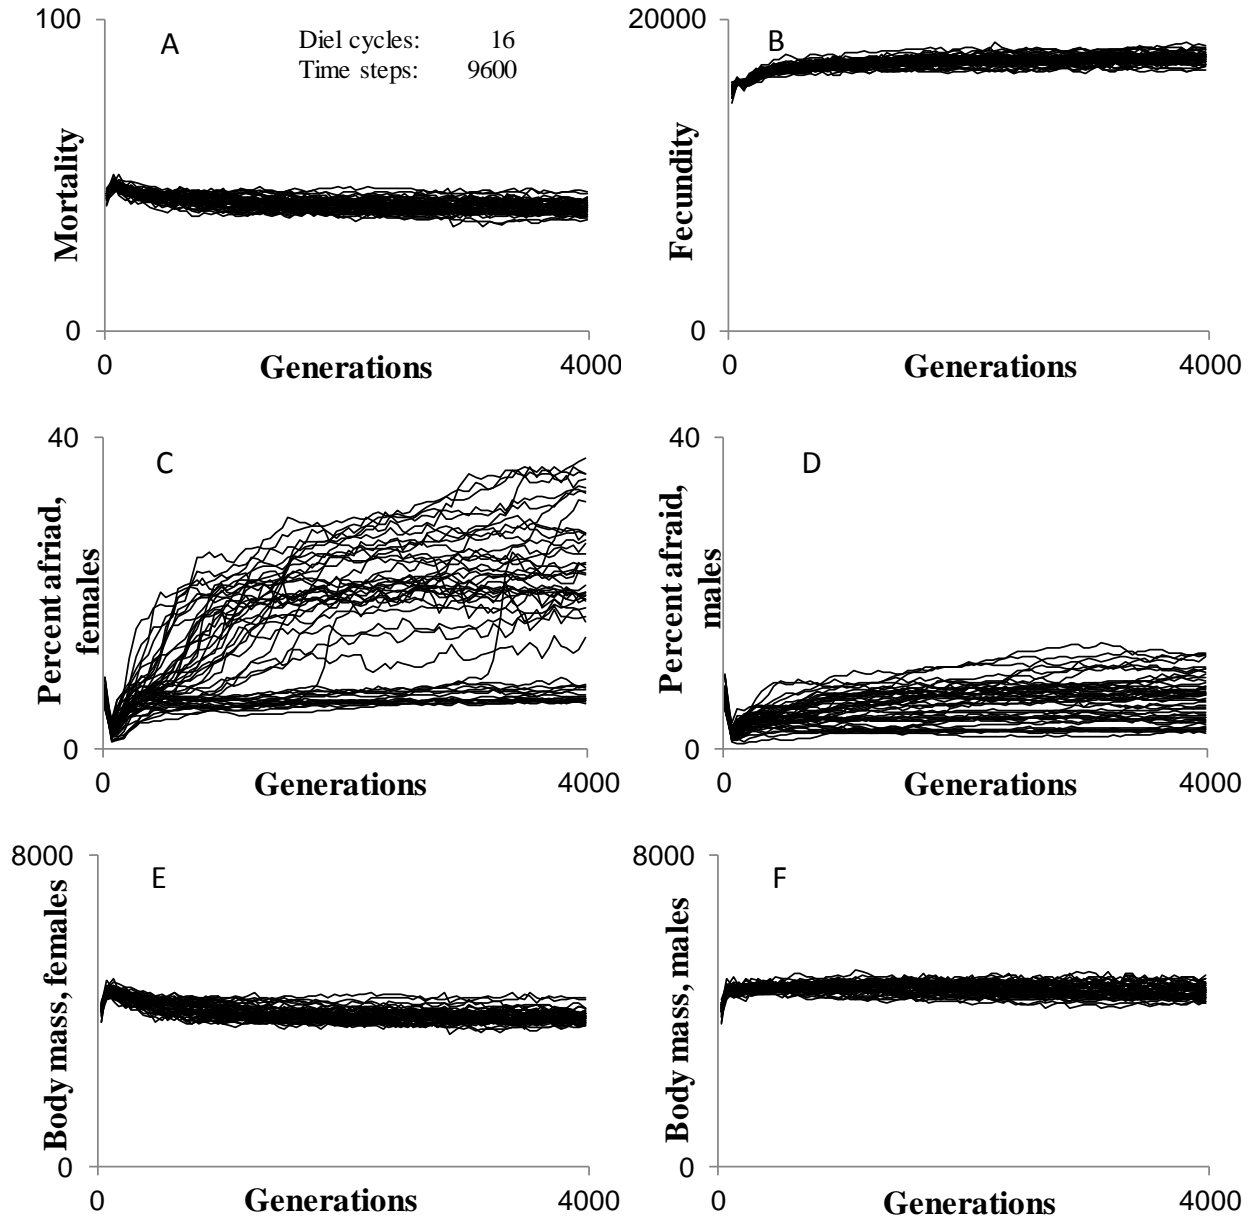 100
A
Diel cycles: 16
Time steps: 9600
Mortality
0
0
Generations
4000
20000
B
Fecundity
0
0
Generations
4000
40
C
Percent afriad,
females
0
0
Generations
4000
40
D
Percent afraid,
males
0
0
Generations
4000
8000
E
Body mass, females
0
0
Generations
4000
8000
F
Body mass, males
0
0
Generations
4000